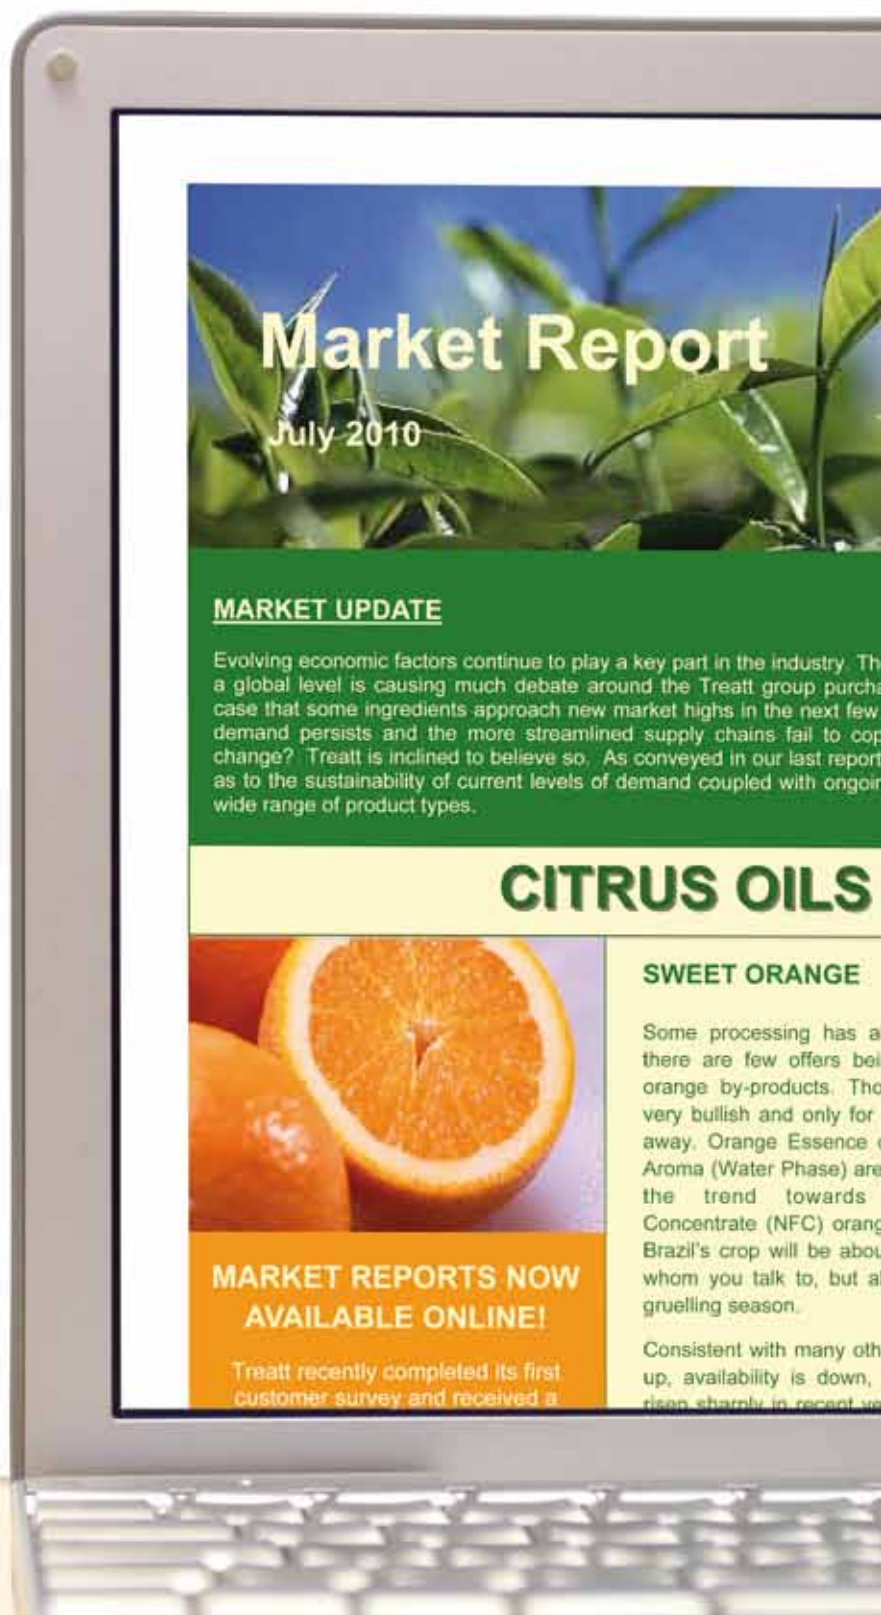 Market Report
July 2010
MARKET UPDATE
Evolving economic factors continue to play a key part in the industry. The
a global level is causing much debate around the Treatt group purcha
case that some ingredients approach new market highs in the next few
demand persists and the more streamlined supply chains fail to cop
change? Treatt is inclined to believe so. As conveyed in our last report
as to the sustainability of current levels of demand coupled with ongoin
wide range of product types.
CITRUS OILS
SWEET ORANGE
Some processing has a
there are few offers bei
orange by-products. Tho
very bullish and only for
away. Orange Essence
Aroma (Water Phase) are
the trend towards
Concentrate (NFC) orang
Brazil's crop will be abou
whom you talk to, but a
gruelling season.
Consistent with many oth
up, availability is down,
risen sharply in recent ye
MARKET REPORTS NOW
AVAILABLE ONLINE!
Treatt recently completed its first
customer survey and received a